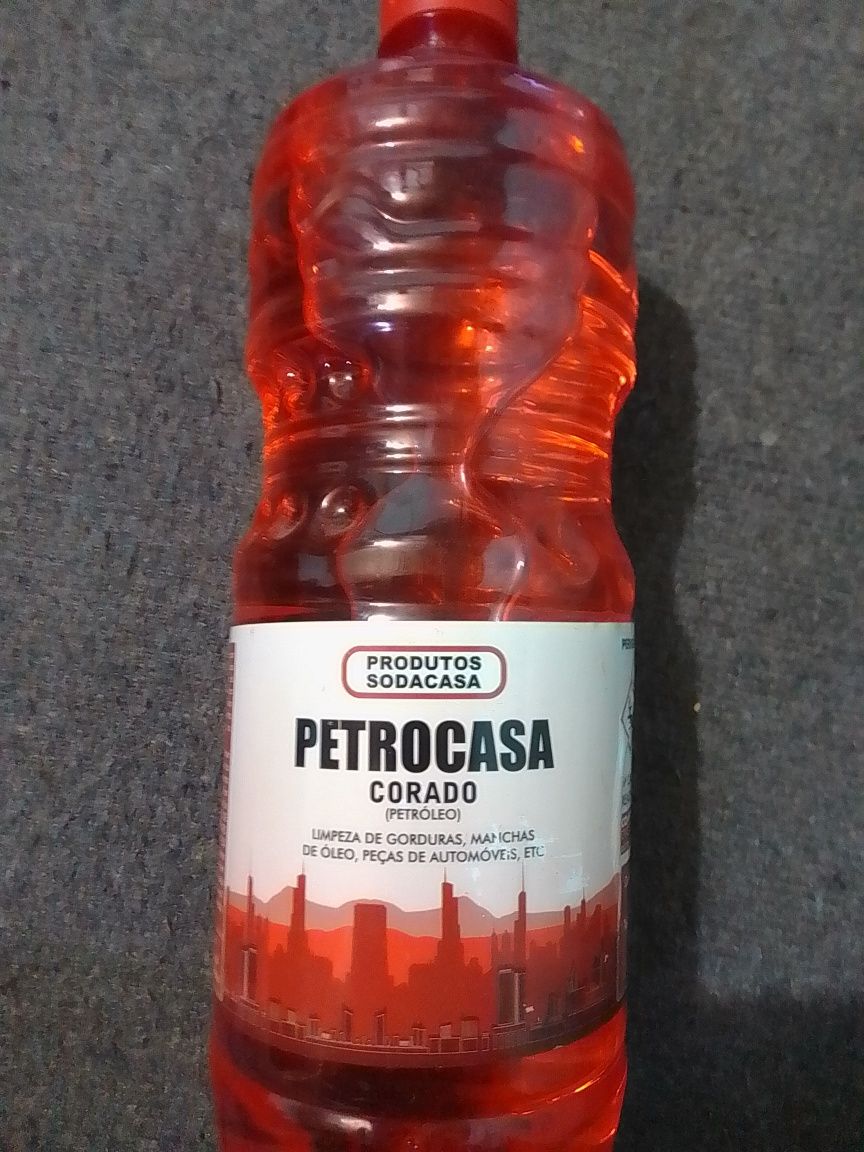 PRODUTOS
SODACASA
PETROCASA
CORADO
(PETRÓLEO)
LIMPEZA DE GORDURAS, MANCHAS
DE ÓLEO, PEÇAS DE AUTOMÓVEIS, ETC